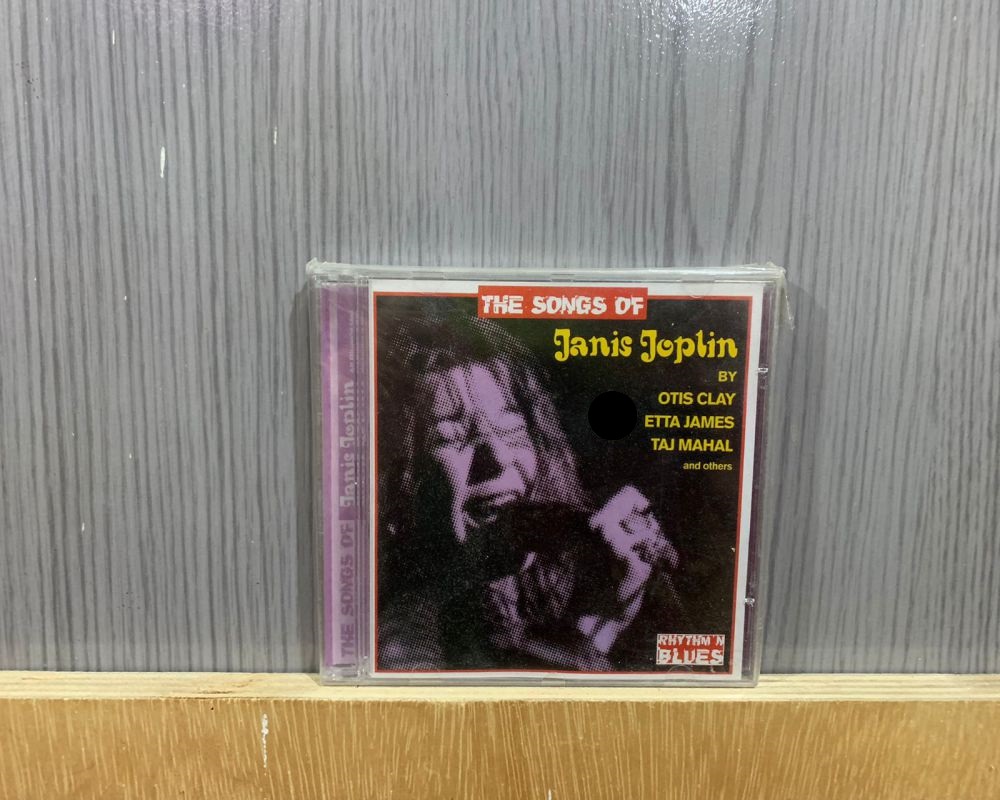 THE SONGS OF
Janis Joplin
BY
OTIS CLAY
ETTA JAMES
TAJ MAHAL
and others
RHYTHM'N
BLUES
THE SONGS OF Janis Joplin